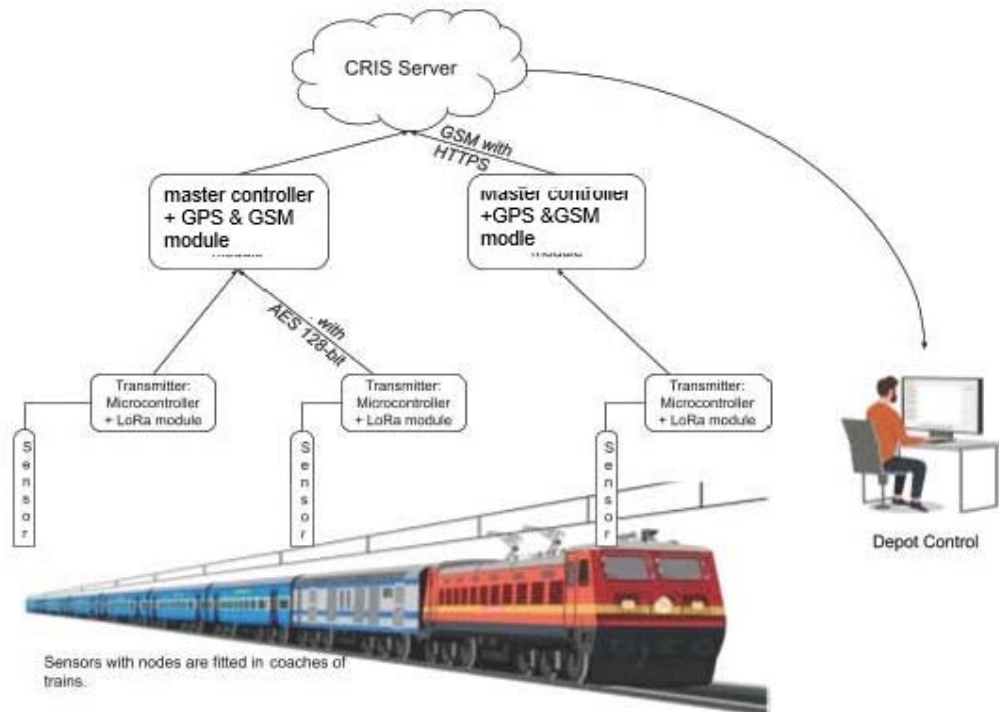 CRIS Server
GSM with
HTTPS
master controller
+ GPS & GSM
module
Master controller
+GPS &GSM
modle
with
AES 128-bit
Transmitter:
Microcontroller
+ LoRa module
Transmitter:
Microcontroller
+ LoRa module
Transmitter:
Microcontroller
+ LoRa module
Sensor
Sensor
Sensor
Depot Control
Sensors with nodes are fitted in coaches of
trains.